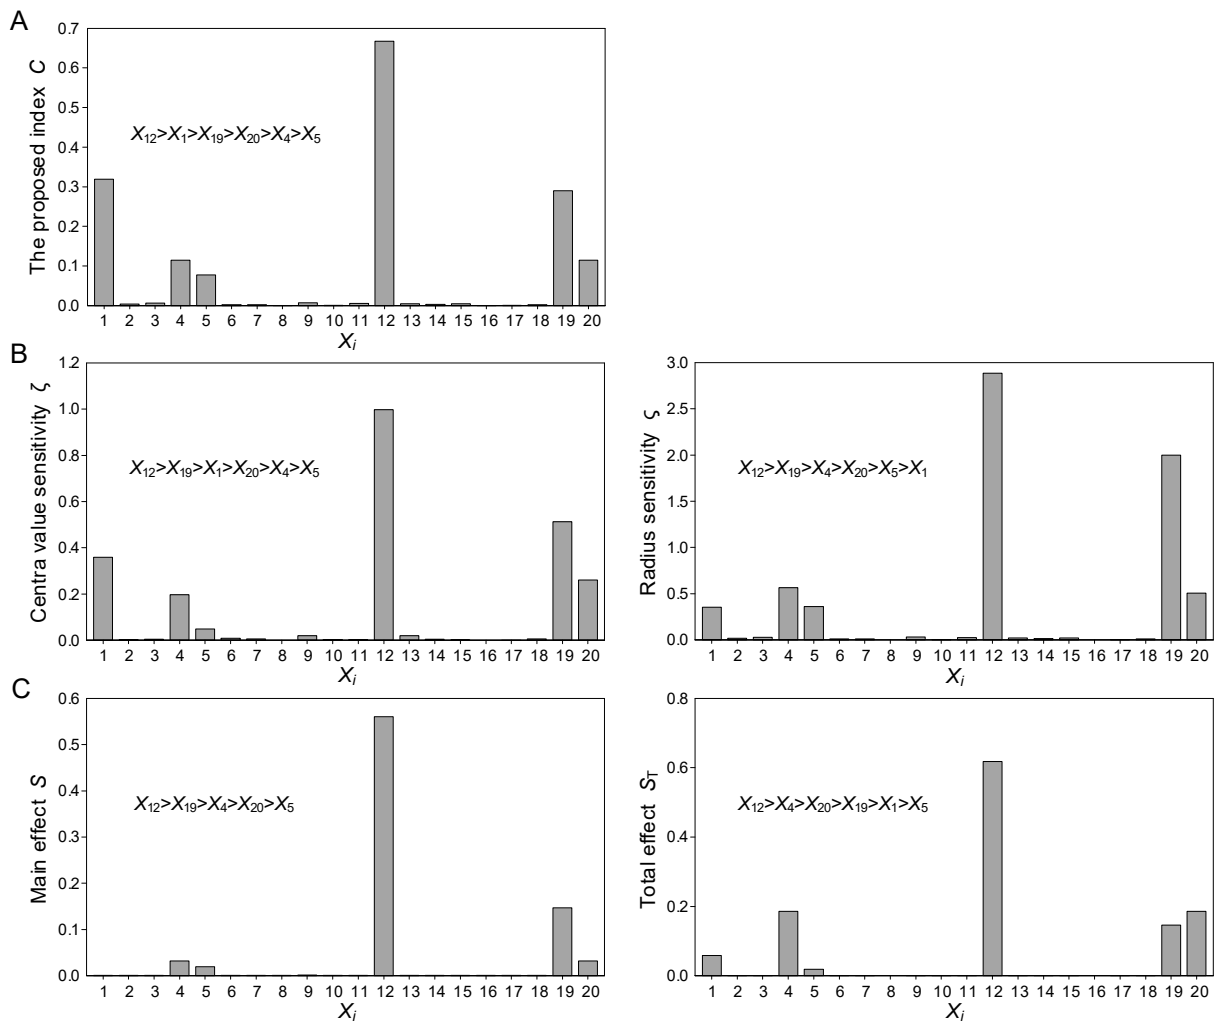 A
The proposed index C
0.7
0.6
0.5
0.4
0.3
0.2
0.1
0.0
X12>X1>X19>X20>X4>X5
1 2 3 4 5 6 7 8 9 10 11 12 13 14 15 16 17 18 19 20
Xi
B
Centra value sensitivity ζ
1.2
1.0
0.8
0.6
0.4
0.2
0.0
X12>X19>X1>X20>X4>X5
1 2 3 4 5 6 7 8 9 10 11 12 13 14 15 16 17 18 19 20
Xi
Radius sensitivity ς
3.0
2.5
2.0
1.5
1.0
0.5
0.0
X12>X19>X4>X20>X5>X1
1 2 3 4 5 6 7 8 9 10 11 12 13 14 15 16 17 18 19 20
Xi
C
Main effect S
0.6
0.5
0.4
0.3
0.2
0.1
0.0
X12>X19>X4>X20>X5
1 2 3 4 5 6 7 8 9 10 11 12 13 14 15 16 17 18 19 20
Xi
Total effect ST
0.8
0.6
0.4
0.2
0.0
X12>X4>X20>X19>X1>X5
1 2 3 4 5 6 7 8 9 10 11 12 13 14 15 16 17 18 19 20
Xi